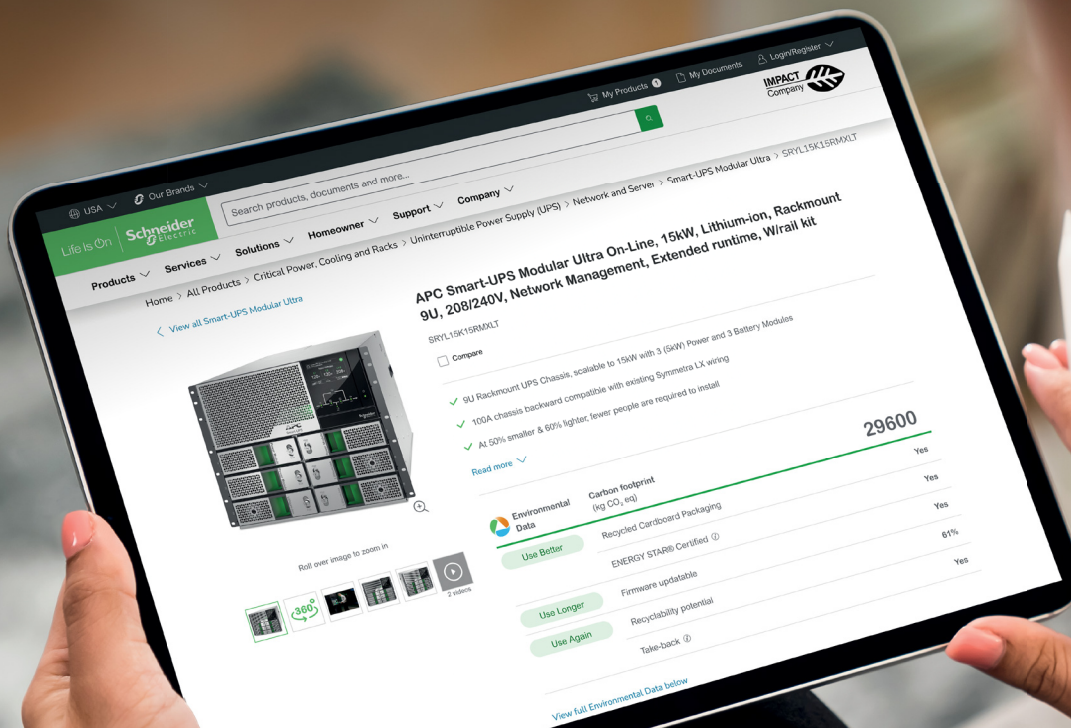 USA
Our Brands
My Products 1
My Documents
Login/Register
Life Is On
Schneider
Electric
Search products, documents and more...
IMPACT
Company
Products
Services
Solutions
Homeowner
Support
Company
Home > All Products > Critical Power, Cooling and Racks > Uninterruptible Power Supply (UPS) > Network and Server > Smart-UPS Modular Ultra > SRYL15K15RMXLT
View all Smart-UPS Modular Ultra
APC Smart-UPS Modular Ultra On-Line, 15kW, Lithium-ion, Rackmount
9U, 208/240V, Network Management, Extended runtime, W/rail kit
SRYL15K15RMXLT
Compare
9U Rackmount UPS Chassis, scalable to 15kW with 3 (5kW) Power and 3 Battery Modules
100A chassis backward compatible with existing Symmetra LX wiring
At 50% smaller & 60% lighter, fewer people are required to install
Read more
APC
Roll over image to zoom in
360°
2 videos
Environmental
Data
Carbon footprint
(kg CO₂ eq)
29600
Use Better
Recycled Cardboard Packaging
Yes
ENERGY STAR® Certified
Yes
Use Longer
Firmware updatable
Yes
Use Again
Recyclability potential
61%
Take-back
Yes
View full Environmental Data below